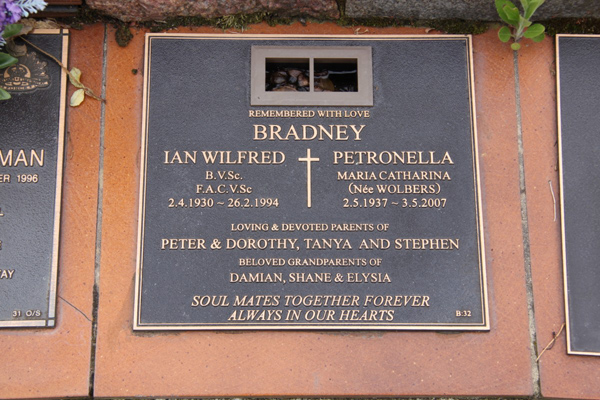 REMEMBERED WITH LOVE
BRADNEY
IAN WILFRED
B.V.Sc.
F.A.C.V.Sc
2.4.1930 ~ 26.2.1994
PETRONELLA
MARIA CATHARINA
(Née WOLBERS)
2.5.1937 ~ 3.5.2007
LOVING & DEVOTED PARENTS OF
PETER & DOROTHY, TANYA AND STEPHEN
BELOVED GRANDPARENTS OF
DAMIAN, SHANE & ELYSIA
SOUL MATES TOGETHER FOREVER
ALWAYS IN OUR HEARTS
B:32
MAN
1996
31 O/S